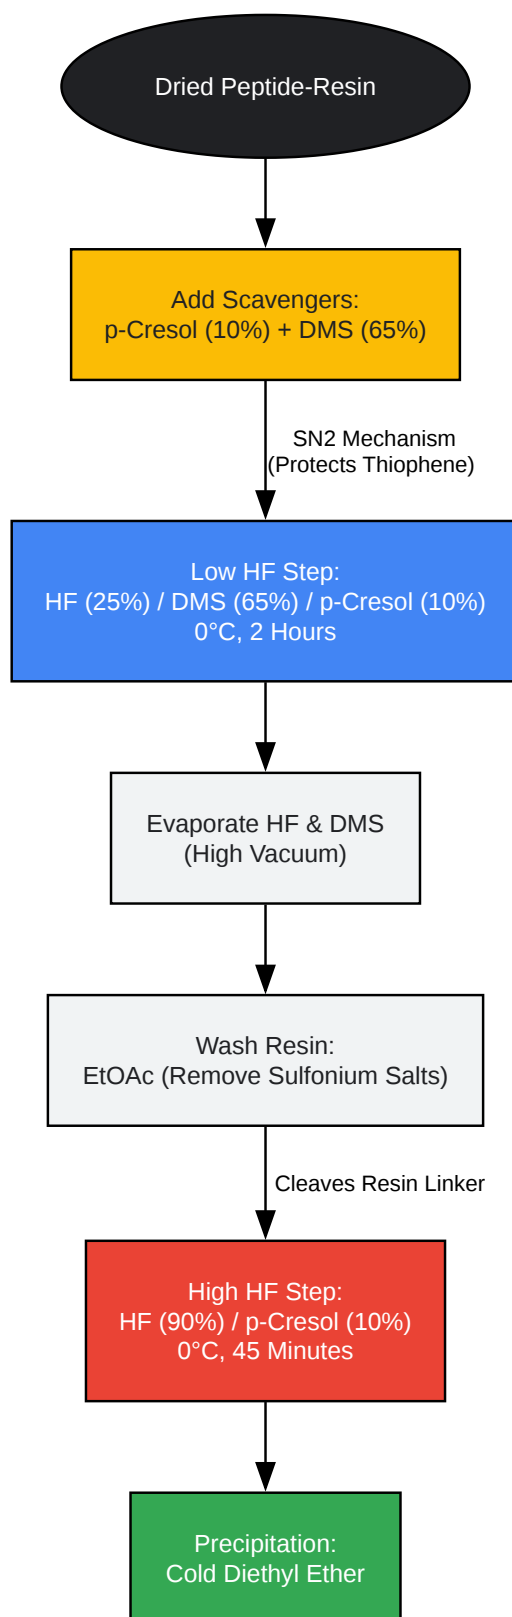 Dried Peptide-Resin
Add Scavengers:
p-Cresol (10%) + DMS (65%)
SN2 Mechanism
(Protects Thiophene)
Low HF Step:
HF (25%) / DMS (65%) / p-Cresol (10%)
0°C, 2 Hours
Evaporate HF & DMS
(High Vacuum)
Wash Resin:
EtOAc (Remove Sulfonium Salts)
Cleaves Resin Linker
High HF Step:
HF (90%) / p-Cresol (10%)
0°C, 45 Minutes
Precipitation:
Cold Diethyl Ether